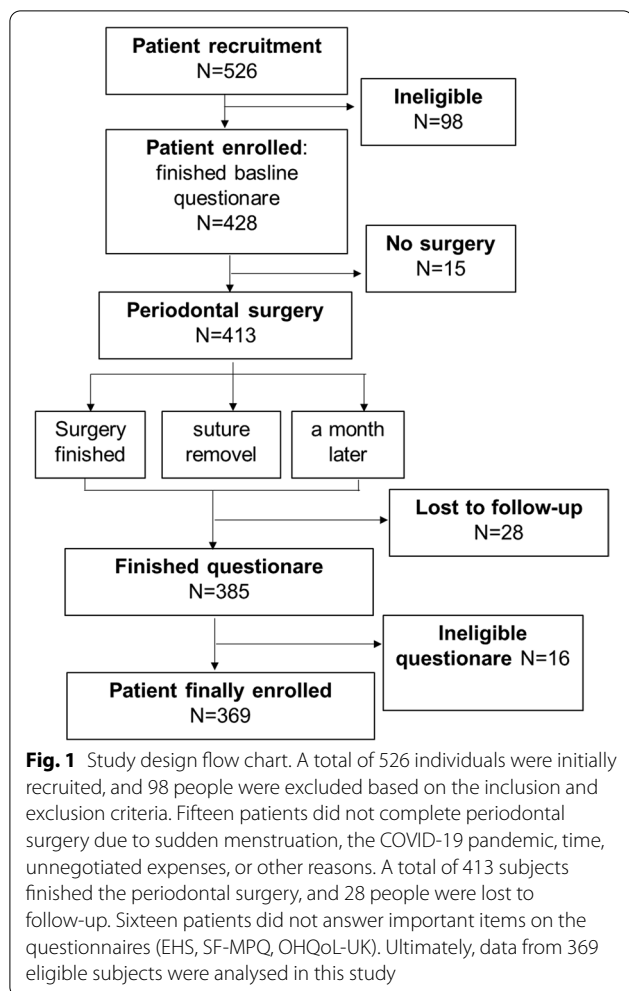 Patient recruitment
N=526
Ineligible
N=98
Patient enrolled:
finished basline
questionare
N=428
No surgery
N=15
Periodontal surgery
N=413
Surgery
finished
suture
removel
a month
later
Lost to follow-up
N=28
Finished questionare
N=385
Ineligible
questionare N=16
Patient finally enrolled
N=369
Fig. 1 Study design flow chart. A total of 526 individuals were initially
recruited, and 98 people were excluded based on the inclusion and
exclusion criteria. Fifteen patients did not complete periodontal
surgery due to sudden menstruation, the COVID-19 pandemic, time,
unnegotiated expenses, or other reasons. A total of 413 subjects
finished the periodontal surgery, and 28 people were lost to
follow-up. Sixteen patients did not answer important items on the
questionnaires (EHS, SF-MPQ, OHQoL-UK). Ultimately, data from 369
eligible subjects were analysed in this study